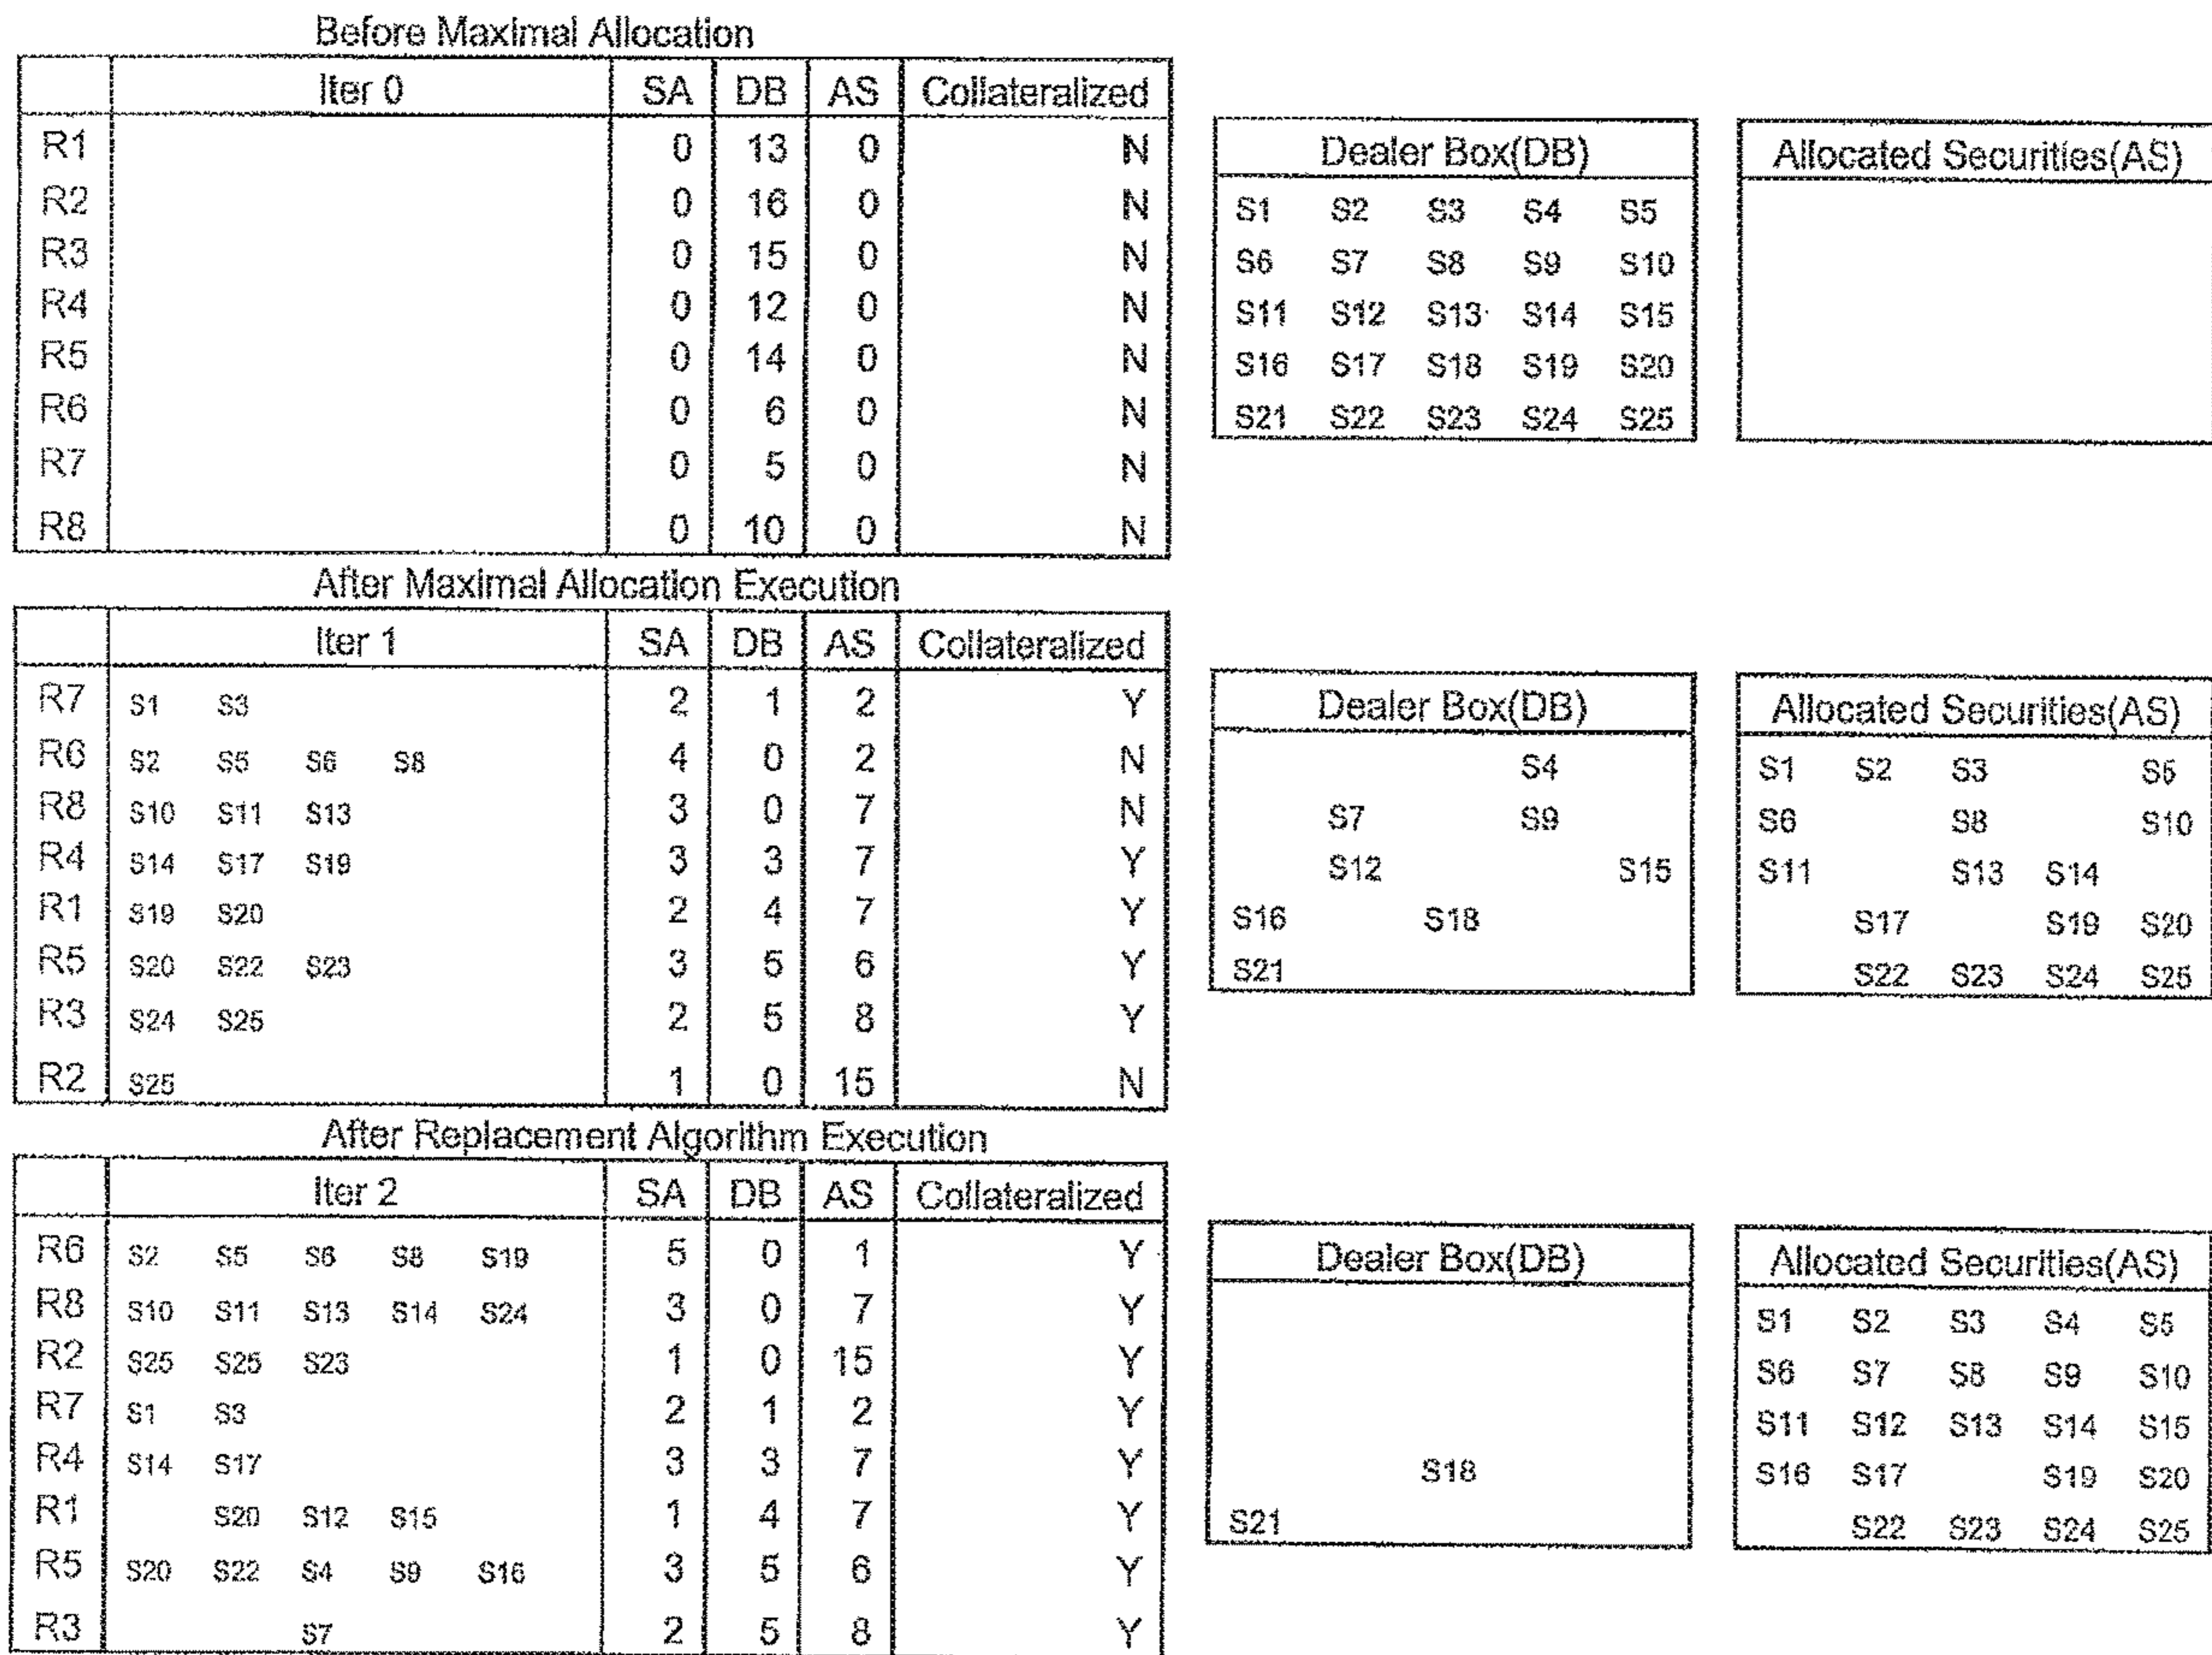 Before Maximal Allocation
Iter 0 SA DB AS Collateralized
R1 0 13 0 N
R2 0 16 0 N
R3 0 15 0 N
R4 0 12 0 N
R5 0 14 0 N
R6 0 6 0 N
R7 0 5 0 N
R8 0 10 0 N
Dealer Box(DB)
S1 S2 S3 S4 S5
S6 S7 S8 S9 S10
S11 S12 S13 S14 S15
S16 S17 S18 S19 S20
S21 S22 S23 S24 S25
Allocated Securities(AS)
After Maximal Allocation Execution
Iter 1 SA DB AS Collateralized
R7 S1 S3 2 1 2 Y
R6 S2 S5 S6 S8 4 0 2 N
R8 S10 S11 S13 3 0 7 N
R4 S14 S17 S19 3 3 7 Y
R1 S19 S20 2 4 7 Y
R5 S20 S22 S23 3 5 6 Y
R3 S24 S25 2 5 8 Y
R2 S25 1 0 15 N
Dealer Box(DB)
S4
S7 S9
S12 S15
S16 S18
S21
Allocated Securities(AS)
S1 S2 S3 S5
S6 S8 S10
S11 S13 S14
S17 S19 S20
S22 S23 S24 S25
After Replacement Algorithm Execution
Iter 2 SA DB AS Collateralized
R6 S2 S5 S6 S8 S19 5 0 1 Y
R8 S10 S11 S13 S14 S24 3 0 7 Y
R2 S25 S25 S23 1 0 15 Y
R7 S1 S3 2 1 2 Y
R4 S14 S17 3 3 7 Y
R1 S20 S12 S15 1 4 7 Y
R5 S20 S22 S4 S9 S16 3 5 6 Y
R3 S7 2 5 8 Y
Dealer Box(DB)
S18
S21
Allocated Securities(AS)
S1 S2 S3 S4 S5
S6 S7 S8 S9 S10
S11 S12 S13 S14 S15
S16 S17 S19 S20
S22 S23 S24 S25